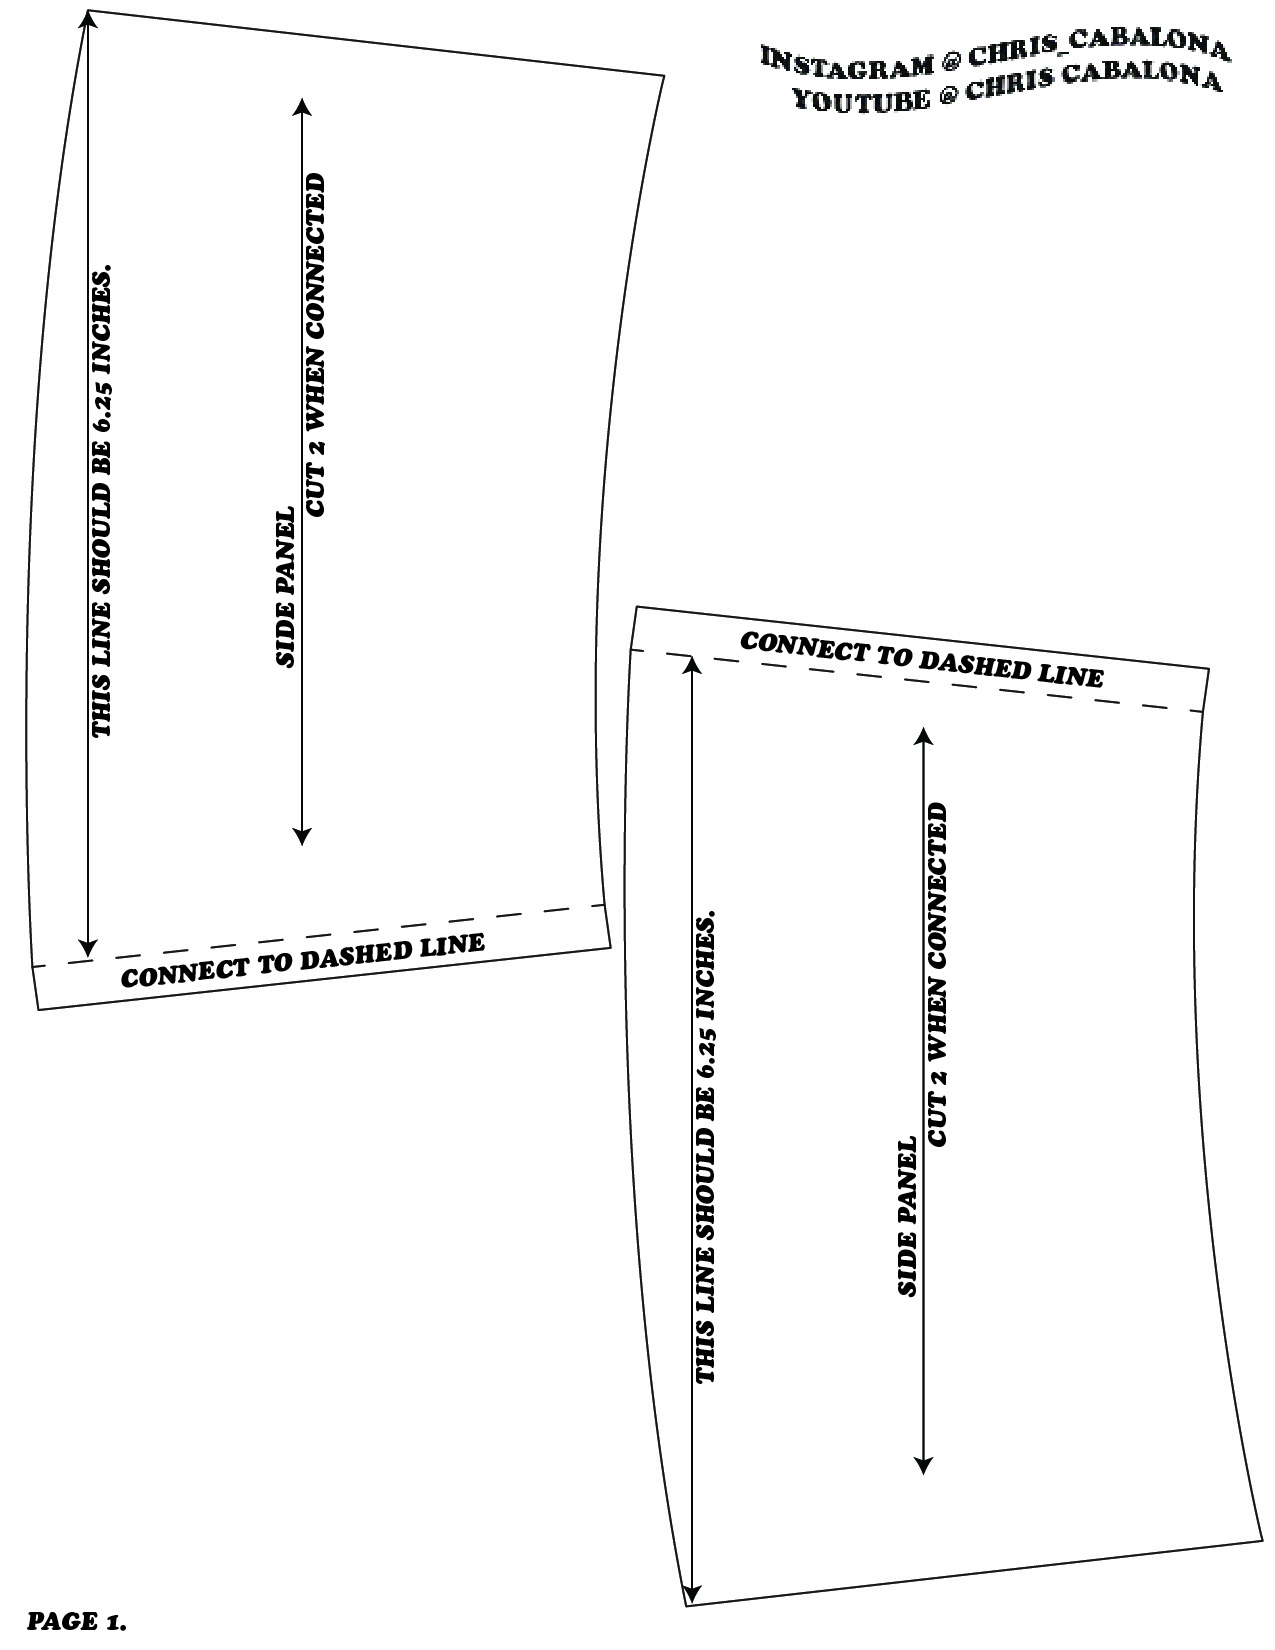 INSTAGRAM @ CHRIS_CABALONA
YOUTUBE @ CHRIS CABALONA
THIS LINE SHOULD BE 6.25 INCHES.
SIDE PANEL
CUT 2 WHEN CONNECTED
CONNECT TO DASHED LINE
CONNECT TO DASHED LINE
THIS LINE SHOULD BE 6.25 INCHES.
SIDE PANEL
CUT 2 WHEN CONNECTED
PAGE 1.